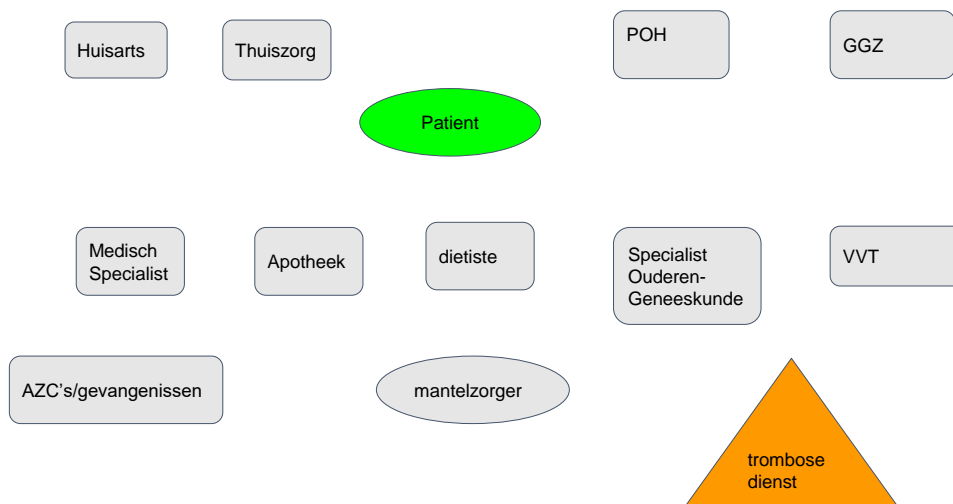 Huisarts
Thuiszorg
POH
GGZ
Patient
Medisch
Specialist
Apotheek
dietiste
Specialist
Ouderen-
Geneeskunde
VVT
AZC's/gevangenissen
mantelzorger
trombose
dienst